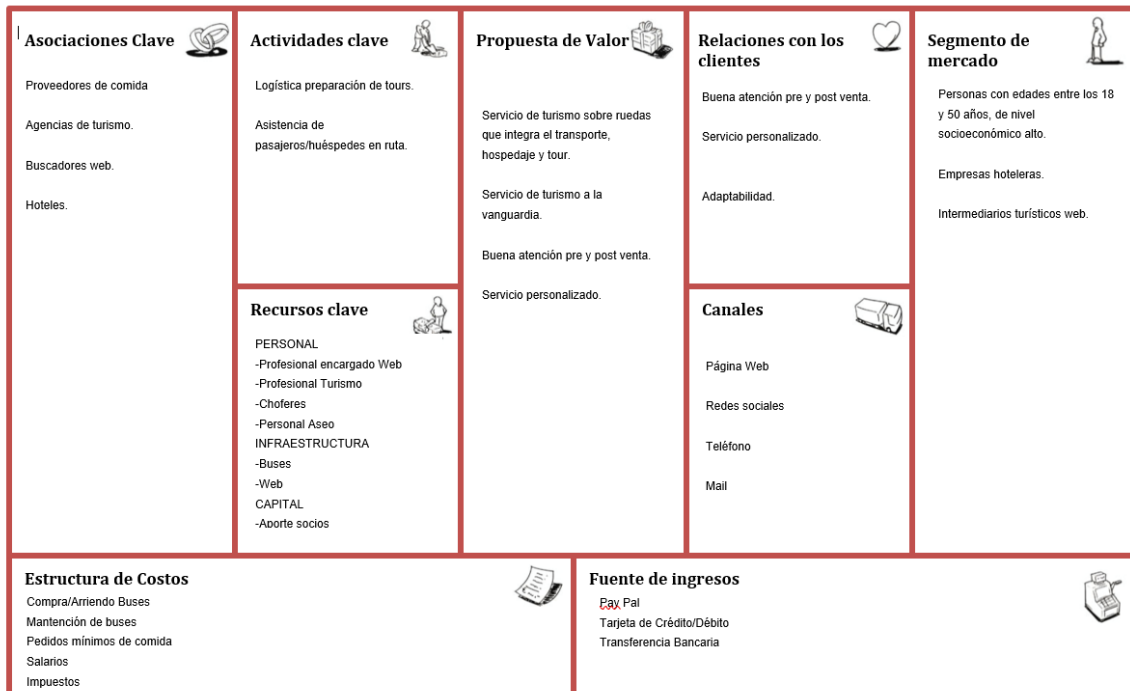 Asociaciones Clave
Proveedores de comida
Agencias de turismo.
Buscadores web.
Hoteles.
Actividades clave
Logística preparación de tours.
Asistencia de
pasajeros/huéspedes en ruta.
Recursos clave
PERSONAL
-Profesional encargado Web
-Profesional Turismo
-Choferes
-Personal Aseo
INFRAESTRUCTURA
-Buses
-Web
CAPITAL
-Aporte socios
Propuesta de Valor
Servicio de turismo sobre ruedas
que integra el transporte,
hospedaje y tour.
Servicio de turismo a la
vanguardia.
Buena atención pre y post venta.
Servicio personalizado.
Relaciones con los
clientes
Buena atención pre y post venta.
Servicio personalizado.
Adaptabilidad.
Canales
Página Web
Redes sociales
Teléfono
Mail
Segmento de
mercado
Personas con edades entre los 18
y 50 años, de nivel
socioeconómico alto.
Empresas hoteleras.
Intermediarios turísticos web.
Estructura de Costos
Compra/Arriendo Buses
Mantención de buses
Pedidos mínimos de comida
Salarios
Impuestos
Fuente de ingresos
Pay Pal
Tarjeta de Crédito/Débito
Transferencia Bancaria